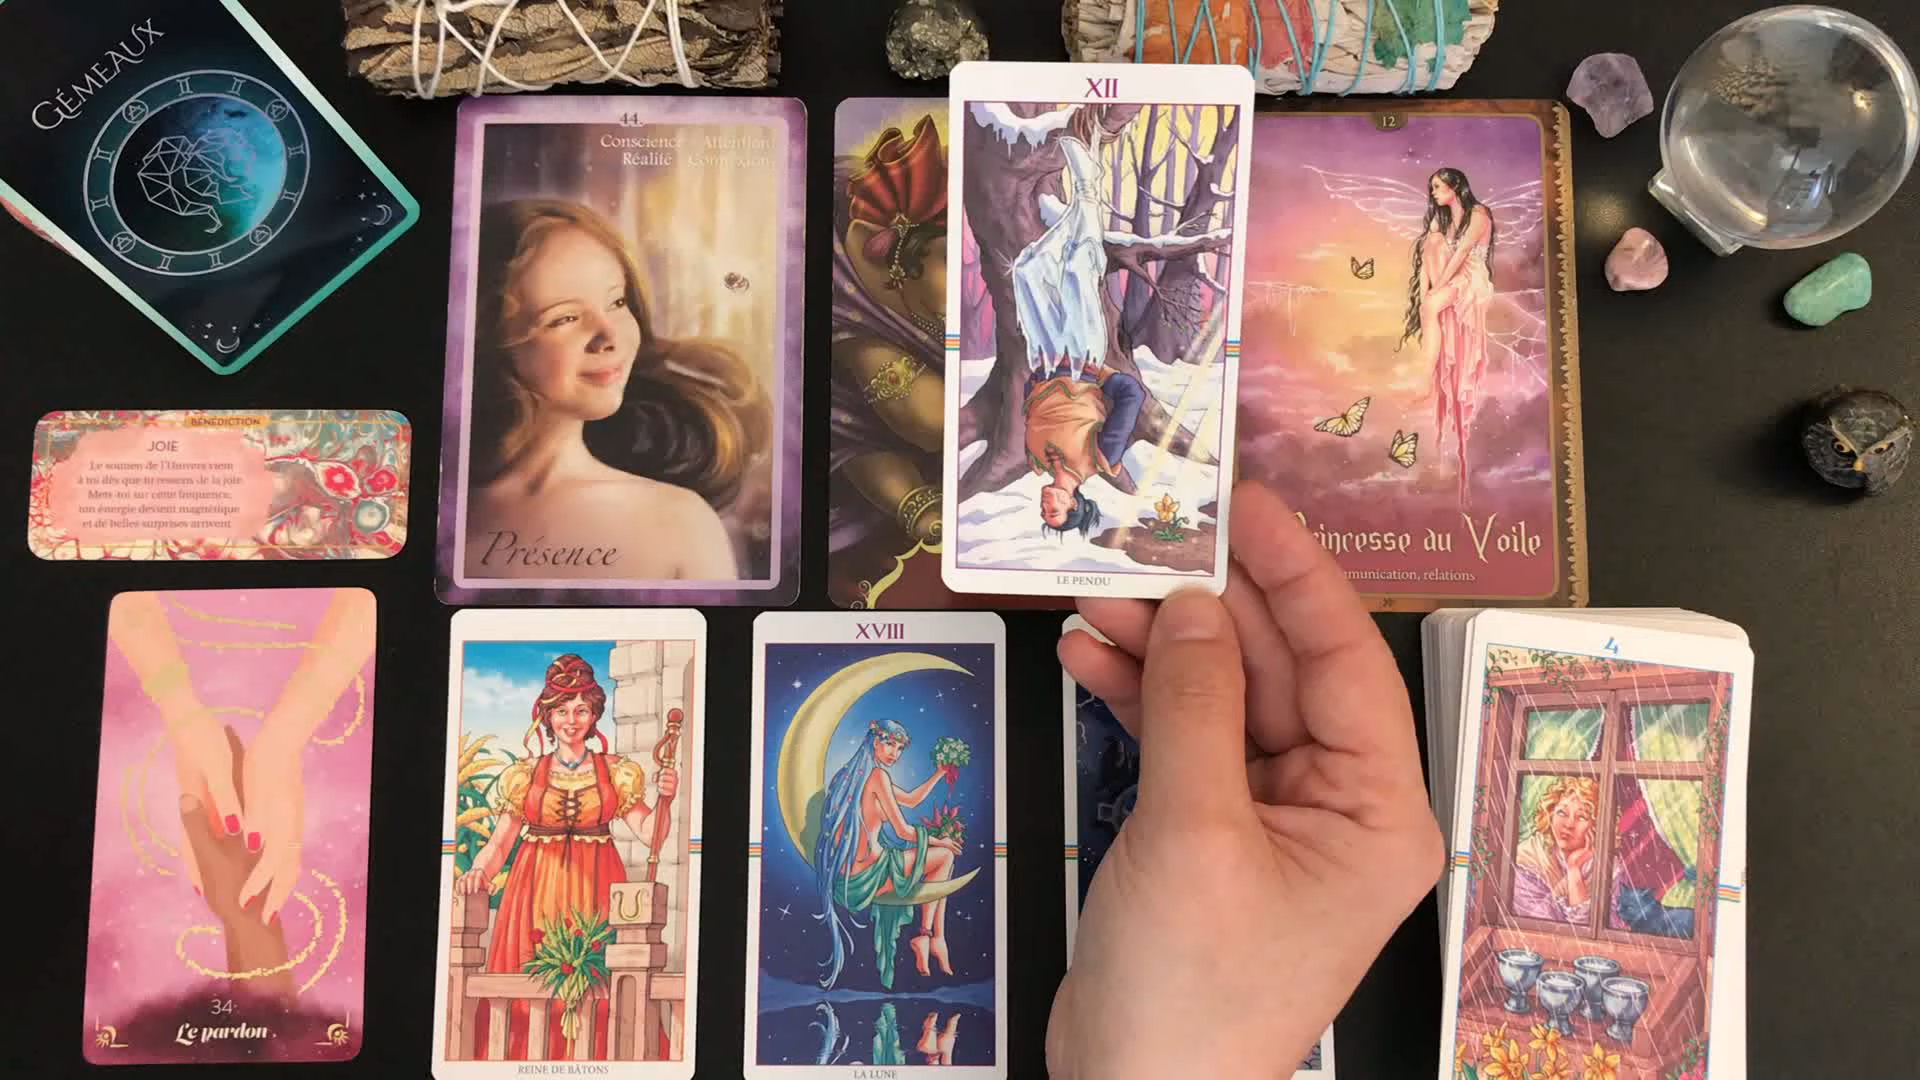 GÉMEAUX
44.
Conscience Attention
Réalité Connexion
Présence
XII
LE PENDU
12
Princesse du Voile
relations
BÉNÉDICTION
JOIE
Le soutien de l'Univers vient
à toi dès que tu ressens de la joie.
Mets-toi sur cette fréquence,
ton énergie devient magnétique
et de belles surprises arrivent.
34
Le pardon
REINE DE BÂTONS
XVIII
LA LUNE
4